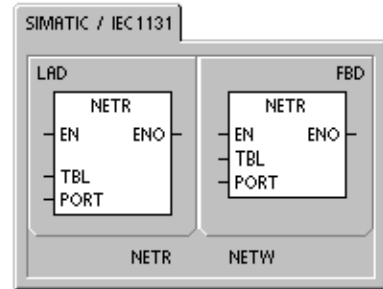 SIMATIC / IEC1131
LAD
FBD
NETR
EN
ENO
TBL
PORT
NETR
EN
ENO
TBL
PORT
NETR
NETW